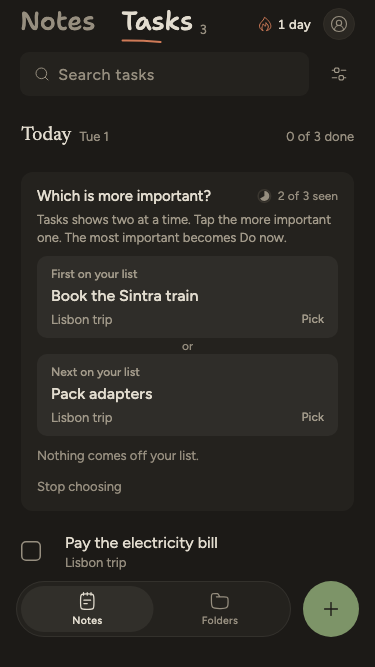 Notes
Tasks 3
1 day
Search tasks
Today Tue 1
0 of 3 done
Which is more important?
2 of 3 seen
Tasks shows two at a time. Tap the more important
one. The most important becomes Do now.
First on your list
Book the Sintra train
Lisbon trip
Pick
or
Next on your list
Pack adapters
Lisbon trip
Pick
Nothing comes off your list.
Stop choosing
Pay the electricity bill
Lisbon trip
Notes
Folders